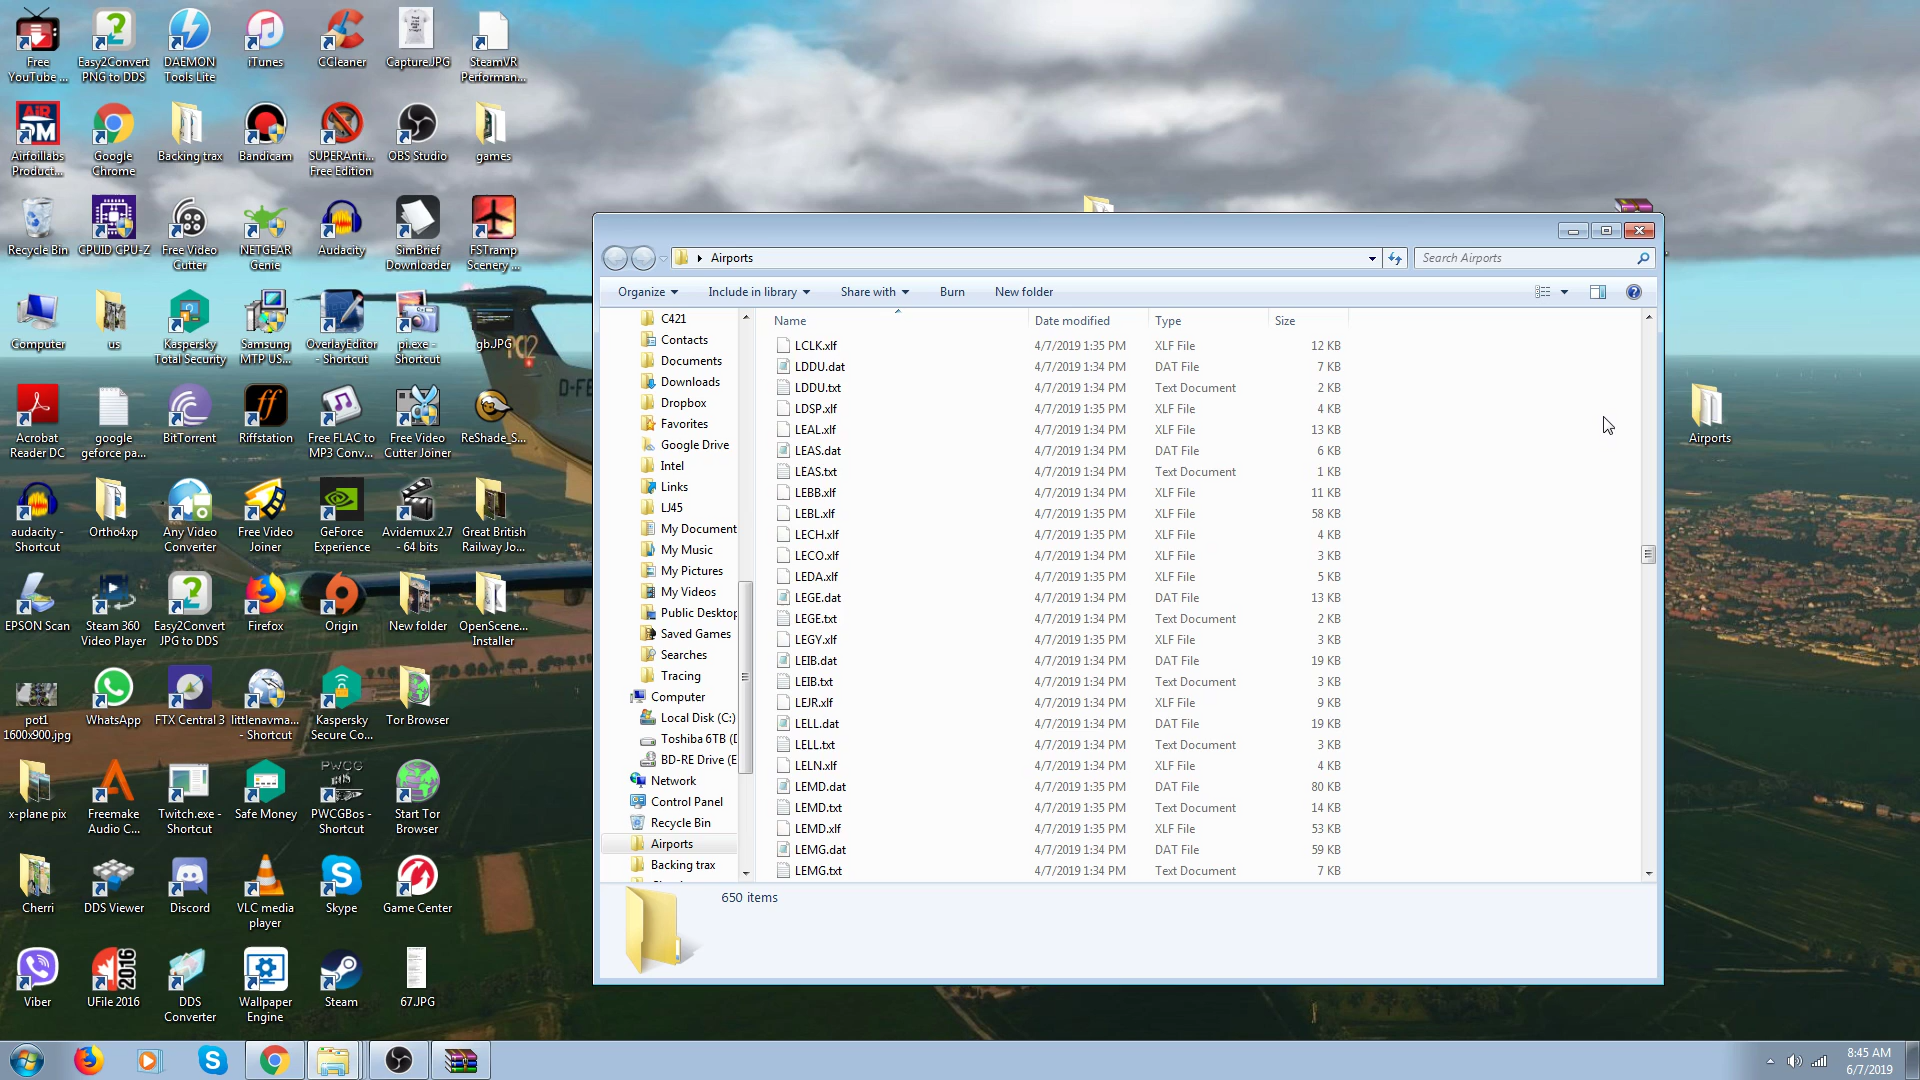 Free YouTube ...
Easy2Convert PNG to DDS
DAEMON Tools Lite
iTunes
CCleaner
Capture.JPG
SteamVR Performan...
Airfoillabs Product...
Google Chrome
Backing trax
Bandicam
SUPERAnti... Free Edition
OBS Studio
games
Recycle Bin
CPUID CPU-Z
Free Video Cutter
NETGEAR Genie
Audacity
SimBrief Downloader
FSTramp Scenery ...
Computer
us
Kaspersky Total Security
Samsung MTP US...
OverlayEditor - Shortcut
pi.exe - Shortcut
gb.JPG
Acrobat Reader DC
google geforce pa...
BitTorrent
Riffstation
Free FLAC to MP3 Conv...
Free Video Cutter Joiner
ReShade_S...
audacity - Shortcut
Ortho4xp
Any Video Converter
Free Video Joiner
GeForce Experience
Avidemux 2.7 - 64 bits
Great British Railway Jo...
EPSON Scan
Steam 360 Video Player
Easy2Convert JPG to DDS
Firefox
Origin
New folder
OpenScene... Installer
pot1 1600x900.jpg
WhatsApp
FTX Central 3
littlenavma... - Shortcut
Kaspersky Secure Co...
Tor Browser
x-plane pix
Freemake Audio C...
Twitch.exe - Shortcut
Safe Money
PWCGBos - Shortcut
Start Tor Browser
Cherri
DDS Viewer
Discord
VLC media player
Skype
Game Center
Viber
UFile 2016
DDS Converter
Wallpaper Engine
Steam
67.JPG
Airports
Airports
Search Airports
Organize
Include in library
Share with
Burn
New folder
C421
Contacts
Documents
Downloads
Dropbox
Favorites
Google Drive
Intel
Links
LJ45
My Document
My Music
My Pictures
My Videos
Public Desktop
Saved Games
Searches
Tracing
Computer
Local Disk (C:)
Toshiba 6TB (D
BD-RE Drive (E
Network
Control Panel
Recycle Bin
Airports
Backing trax
Name Date modified Type Size
LCLK.xlf 4/7/2019 1:35 PM XLF File 12 KB
LDDU.dat 4/7/2019 1:34 PM DAT File 7 KB
LDDU.txt 4/7/2019 1:34 PM Text Document 2 KB
LDSP.xlf 4/7/2019 1:35 PM XLF File 4 KB
LEAL.xlf 4/7/2019 1:35 PM XLF File 13 KB
LEAS.dat 4/7/2019 1:34 PM DAT File 6 KB
LEAS.txt 4/7/2019 1:34 PM Text Document 1 KB
LEBB.xlf 4/7/2019 1:35 PM XLF File 11 KB
LEBL.xlf 4/7/2019 1:34 PM XLF File 58 KB
LECH.xlf 4/7/2019 1:35 PM XLF File 4 KB
LECO.xlf 4/7/2019 1:35 PM XLF File 3 KB
LEDA.xlf 4/7/2019 1:35 PM XLF File 5 KB
LEGE.dat 4/7/2019 1:34 PM DAT File 13 KB
LEGE.txt 4/7/2019 1:34 PM Text Document 2 KB
LEGY.xlf 4/7/2019 1:35 PM XLF File 3 KB
LEIB.dat 4/7/2019 1:34 PM DAT File 19 KB
LEIB.txt 4/7/2019 1:34 PM Text Document 3 KB
LEJR.xlf 4/7/2019 1:35 PM XLF File 9 KB
LELL.dat 4/7/2019 1:34 PM DAT File 19 KB
LELL.txt 4/7/2019 1:34 PM Text Document 3 KB
LELN.xlf 4/7/2019 1:35 PM XLF File 4 KB
LEMD.dat 4/7/2019 1:35 PM DAT File 80 KB
LEMD.txt 4/7/2019 1:35 PM Text Document 14 KB
LEMD.xlf 4/7/2019 1:35 PM XLF File 53 KB
LEMG.dat 4/7/2019 1:34 PM DAT File 59 KB
LEMG.txt 4/7/2019 1:34 PM Text Document 7 KB
650 items
8:45 AM
6/7/2019